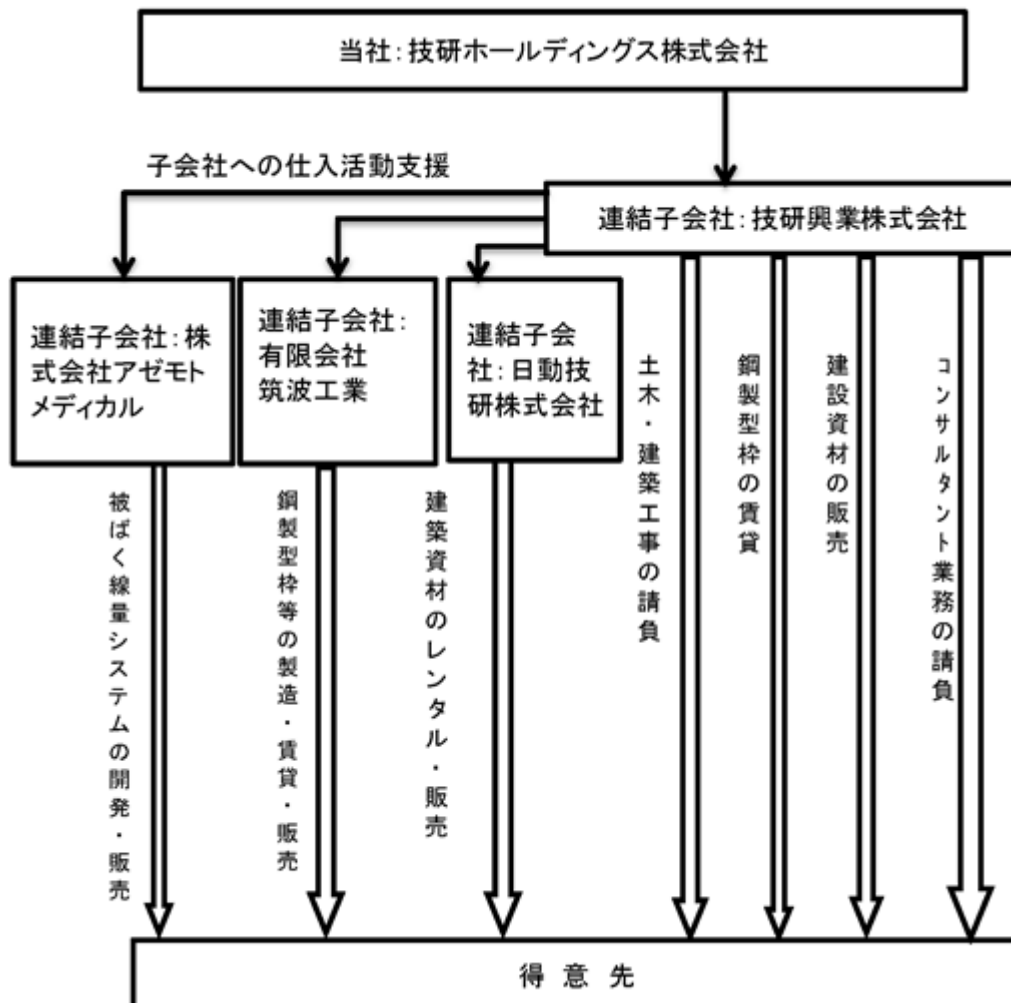 当社：技研ホールディングス株式会社
子会社への仕入活動支援
連結子会社：技研興業株式会社
連結子会社：株
式会社アゼモト
メディカル
連結子会社：
有限会社
筑波工業
連結子会
社：日動技
研株式会社
被ばく線量システムの開発・販売
鋼製型枠等の製造・賃貸・販売
建築資材のレンタル・販売
土木・建築工事の請負
鋼製型枠の賃貸
建設資材の販売
コンサルタント業務の請負
得意先